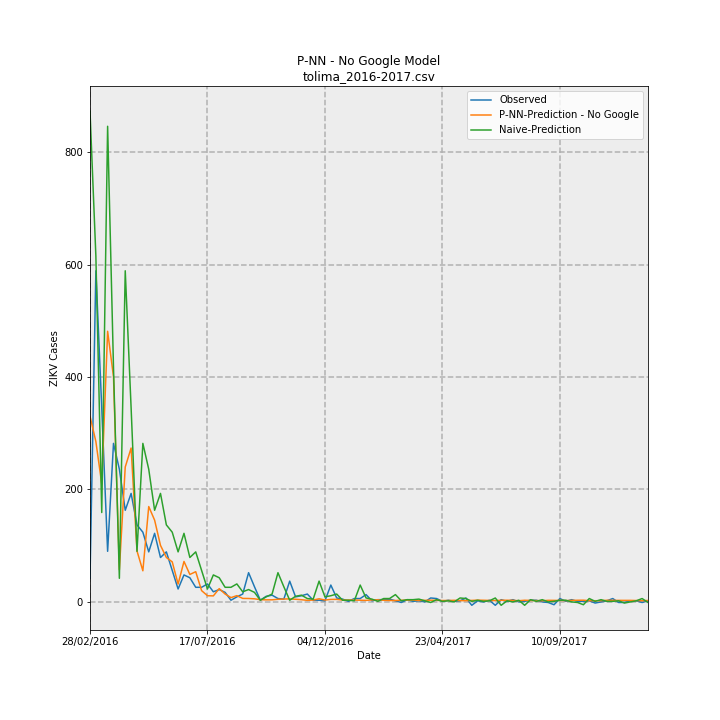 P-NN - No Google Model
tolima_2016-2017.csv
Observed
P-NN-Prediction - No Google
Naive-Prediction
ZIKV Cases
800
600
400
200
0
28/02/2016
17/07/2016
04/12/2016
23/04/2017
10/09/2017
Date